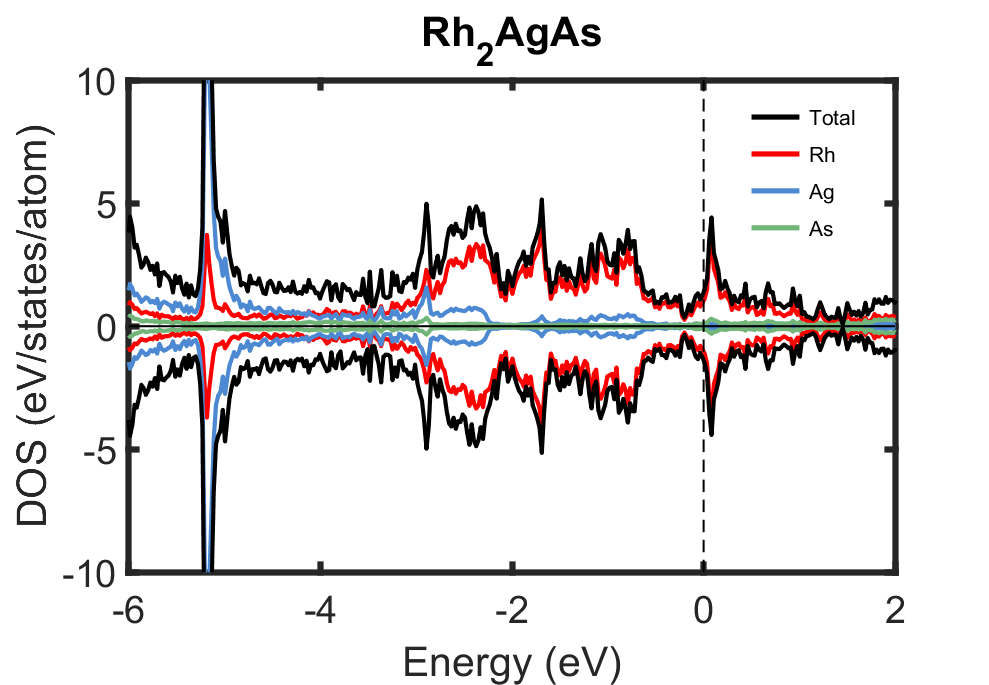 Rh₂AgAs
DOS (eV/states/atom)
10
5
0
-5
-10
Total
Rh
Ag
As
-6
-4
-2
0
2
Energy (eV)